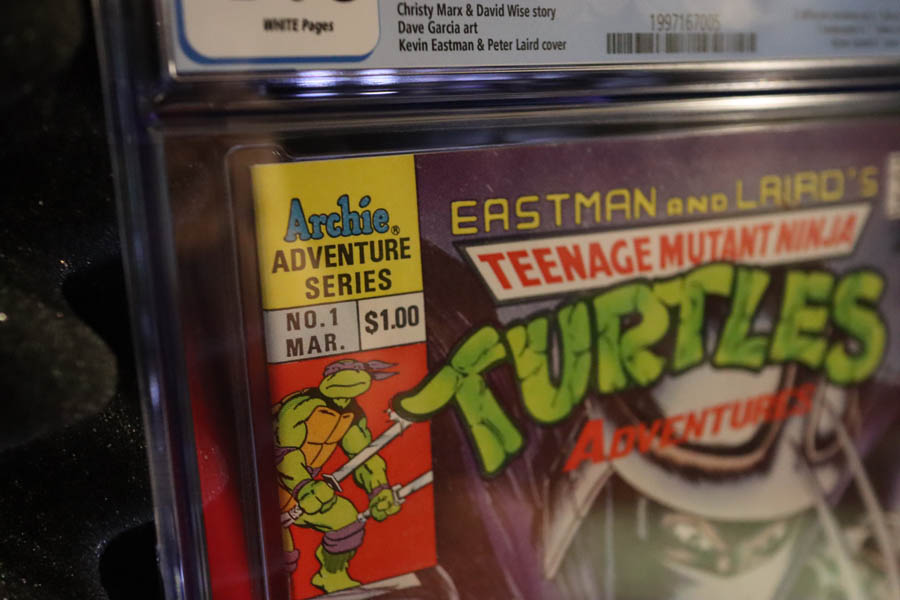 WHITE Pages
Christy Marx & David Wise story
Dave Garcia art
Kevin Eastman & Peter Laird cover
1997167005
Archie®
ADVENTURE
SERIES
NO.1
MAR.
$1.00
EASTMAN AND LAIRD'S
TEENAGE MUTANT NINJA
TURTLES
ADVENTURES